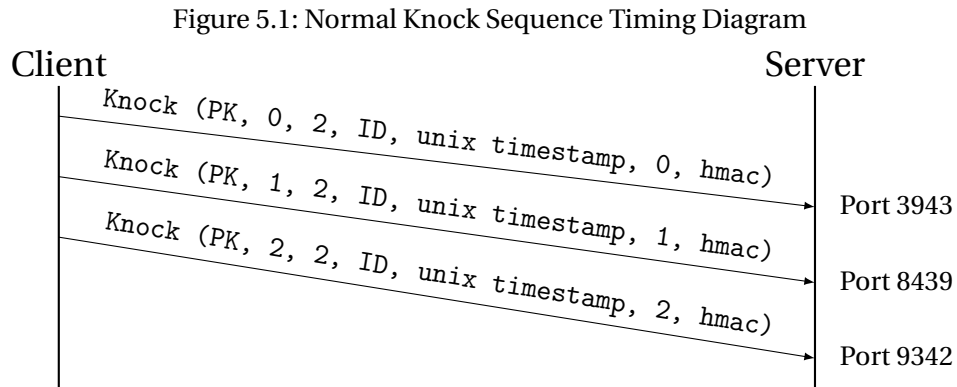 Figure 5.1: Normal Knock Sequence Timing Diagram
Client
Server
Knock (PK, 0, 2, ID, unix timestamp, 0, hmac)
Port 3943
Knock (PK, 1, 2, ID, unix timestamp, 1, hmac)
Port 8439
Knock (PK, 2, 2, ID, unix timestamp, 2, hmac)
Port 9342